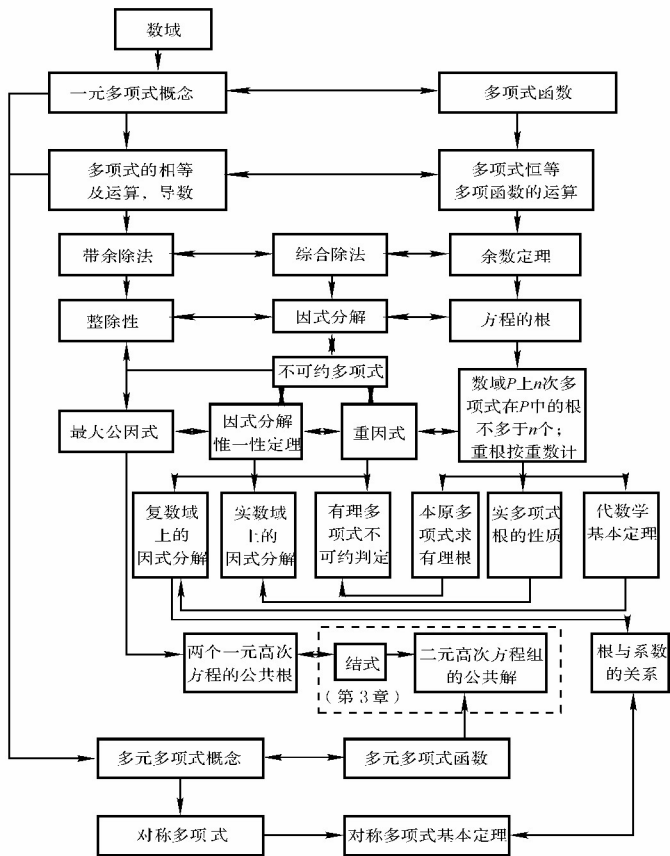 数域
一元多项式概念
多项式函数
多项式的相等
及运算, 导数
多项式恒等
多项函数的运算
带余除法
综合除法
余数定理
整除性
因式分解
方程的根
不可约多项式
最大公因式
因式分解
惟一性定理
重因式
数域P上n次多
项式在P中的根
不多于n个；
重根按重数计
复数域
上的
因式分解
实数域
上的
因式分解
有理多
项式不
可约判定
本原多
项式求
有理根
实多项式
根的性质
代数学
基本定理
两个一元高次
方程的公共根
结式
（第3章）
二元高次方程组
的公共解
根与系数
的关系
多元多项式概念
多元多项式函数
对称多项式
对称多项式基本定理